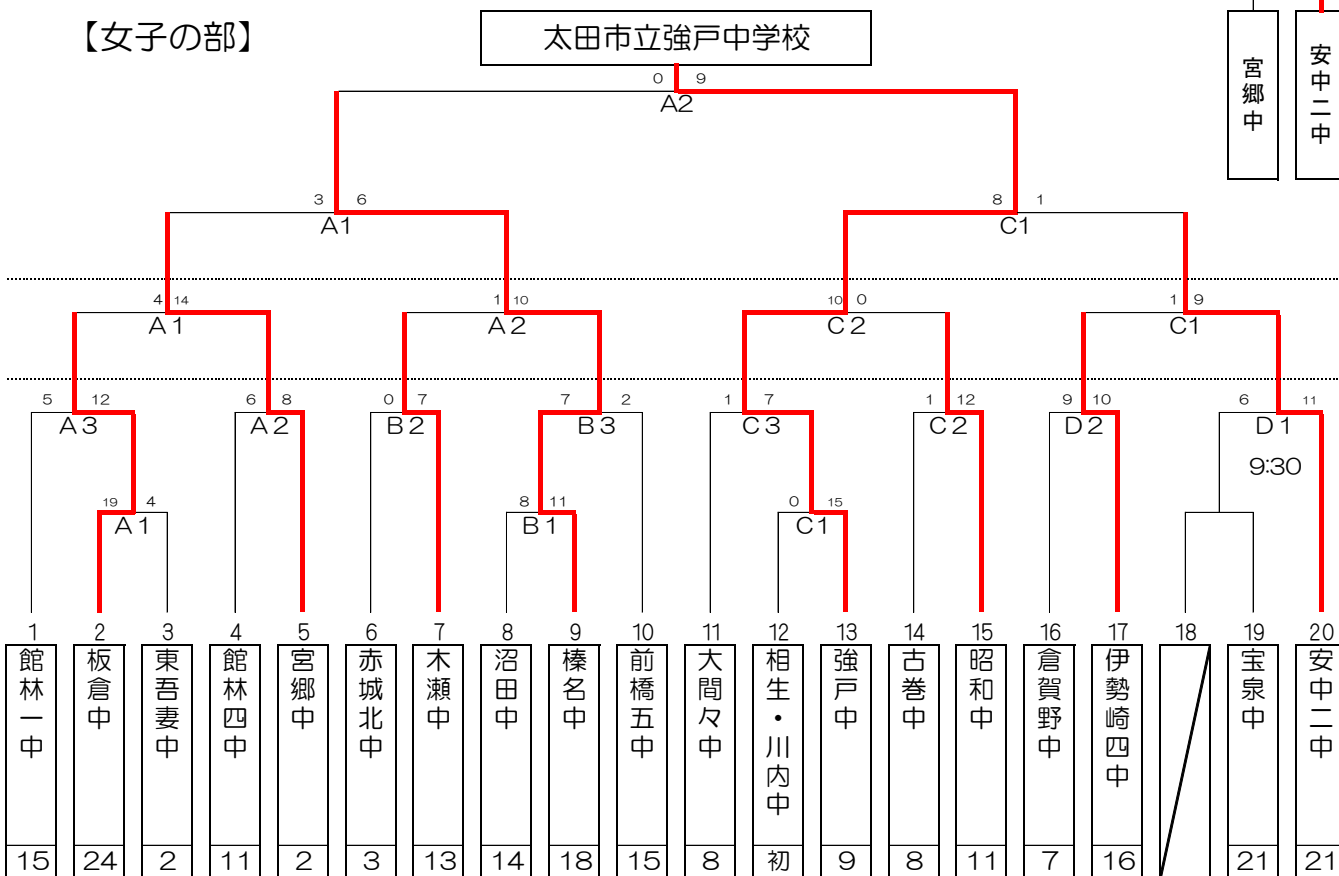 【女子の部】
太田市立強戸中学校
宮郷中
安中二中
0 9
A2
3 6
A1
8 1
C1
4 14
A1
1 10
A2
10 0
C2
1 9
C1
5 12
A3
6 8
A2
0 7
B2
7 2
B3
1 7
C3
1 12
C2
9 10
D2
6 11
D1
9:30
19 4
A1
8 11
B1
0 15
C1
1 2 3 4 5 6 7 8 9 10 11 12 13 14 15 16 17 18 19 20
館林一中
板倉中
東吾妻中
館林四中
宮郷中
赤城北中
木瀬中
沼田中
榛名中
前橋五中
大間々中
相生・川内中
強戸中
古巻中
昭和中
倉賀野中
伊勢崎四中
宝泉中
安中二中
15 24 2 11 2 3 13 14 18 15 8 初 9 8 11 7 16 21 21